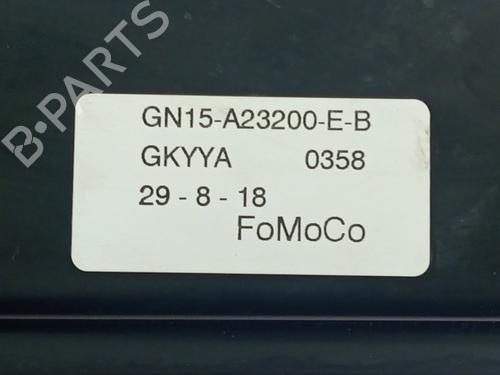 B-PARTS
GN15-A23200-E-B
GKYYA 0358
29 - 8 - 18
FoMoCo